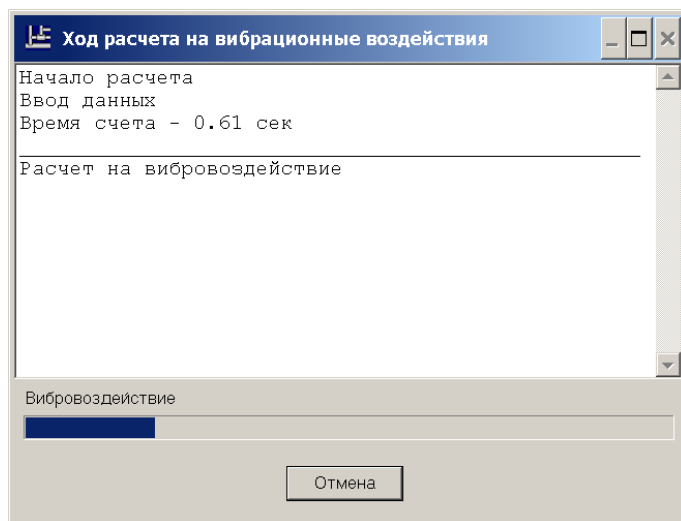 Ход расчета на вибрационные воздействия
Начало расчета
Ввод данных
Время счета - 0.61 сек
Расчет на вибровоздействие
Вибровоздействие
Отмена